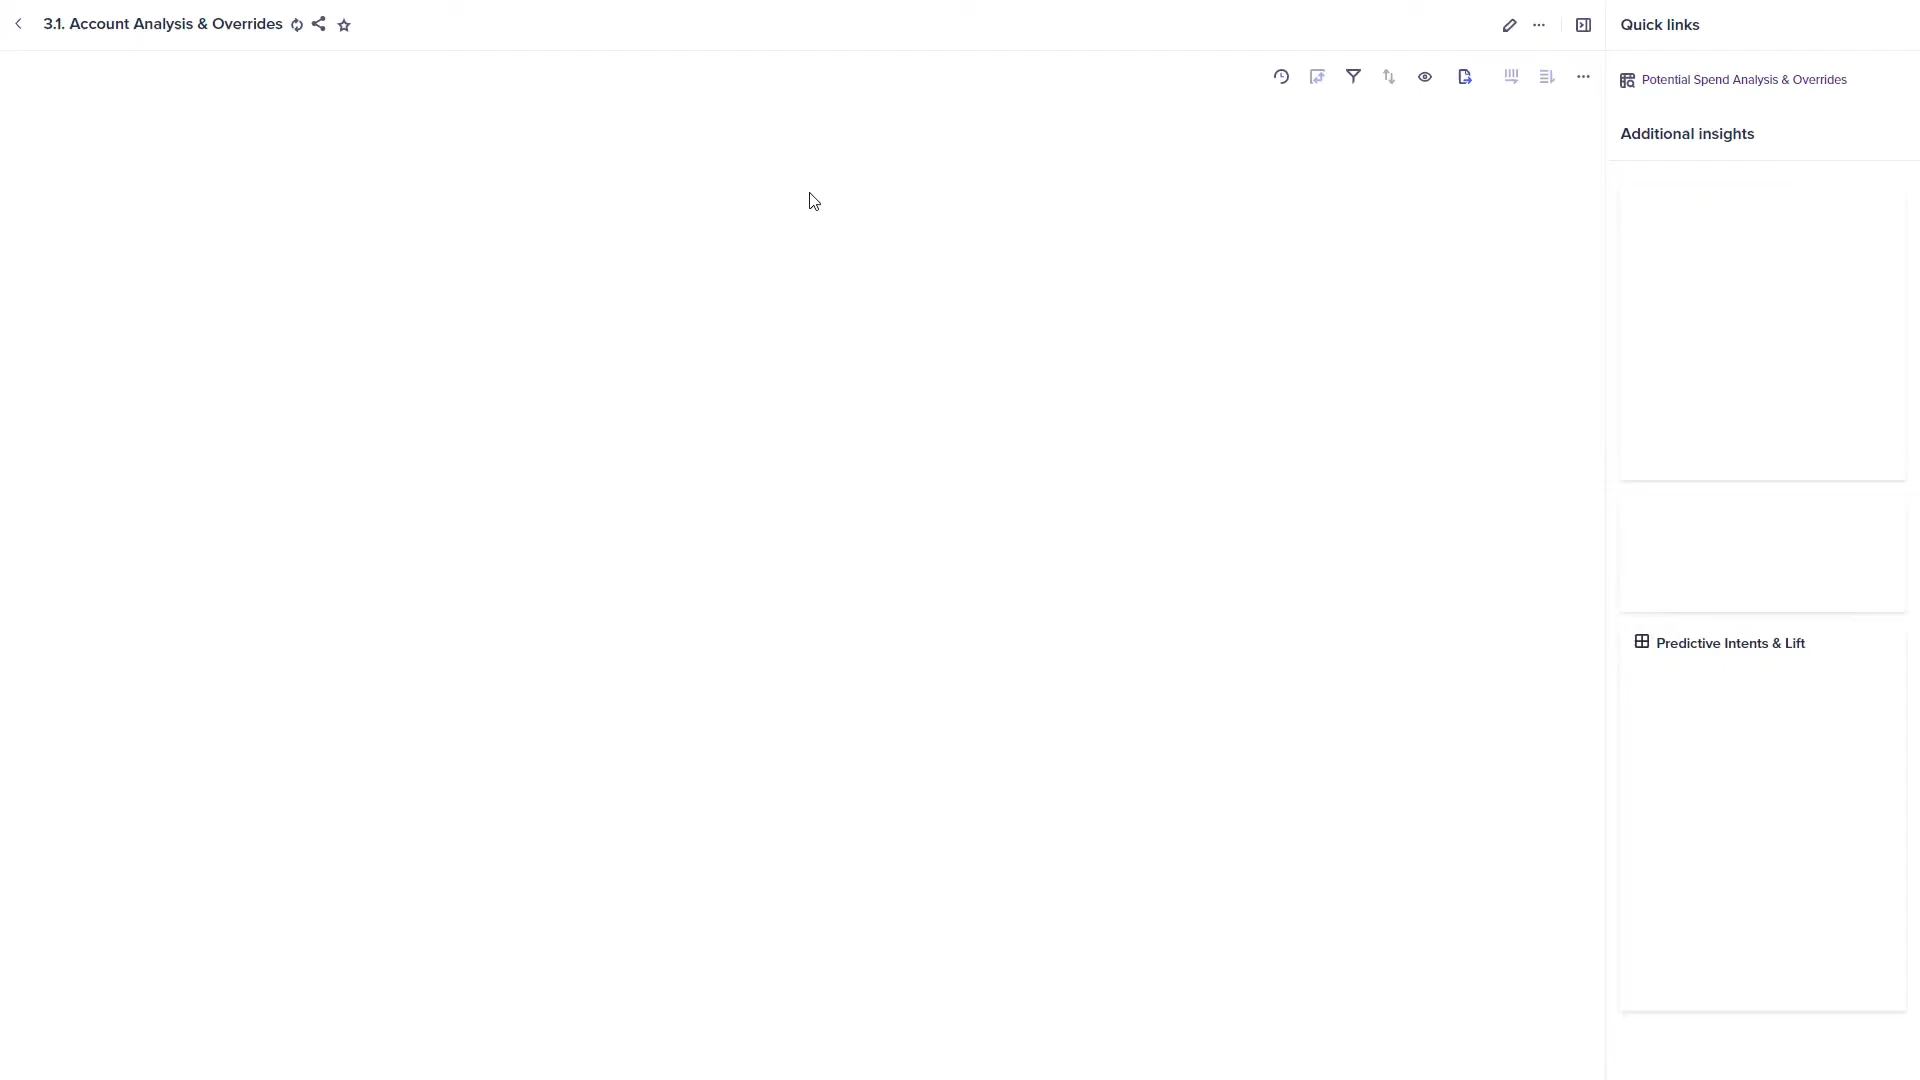 3.1. Account Analysis & Overrides
Quick links
Potential Spend Analysis & Overrides
Additional insights
Predictive Intents & Lift